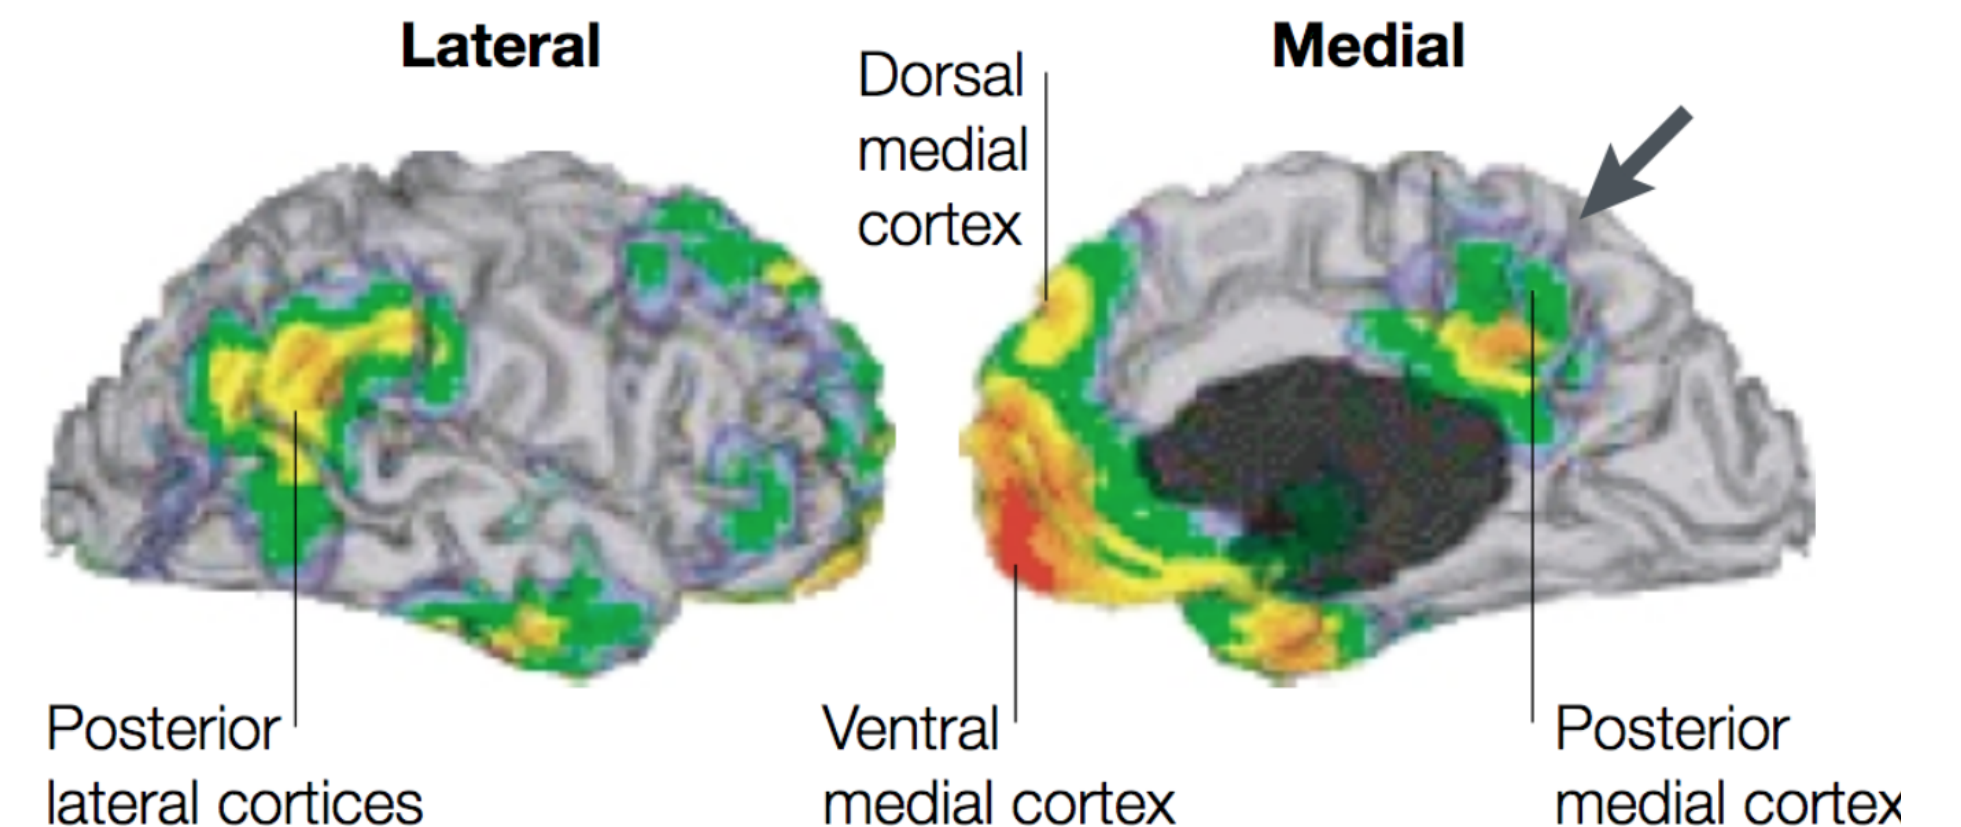 Lateral
Medial
Dorsal
medial
cortex
Posterior
lateral cortices
Ventral
medial cortex
Posterior
medial cortex